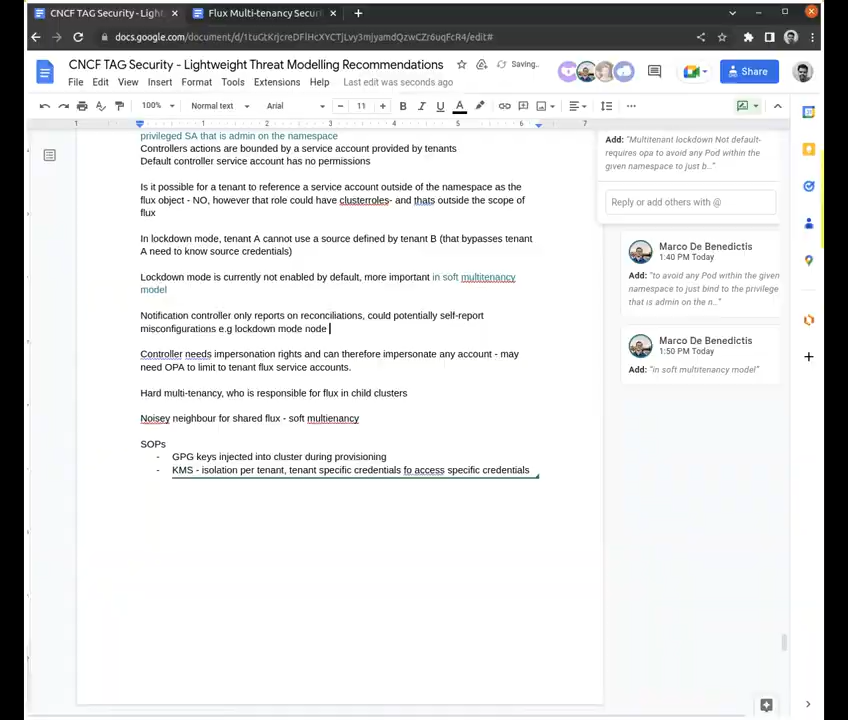 CNCF TAG Security - Light
Flux Multi-tenancy Securi
docs.google.com/document/d/1tuGtKrjcreDFlHcXYCTjLvy3mjyamdQzwCZr6uqFcR4/edit#
CNCF TAG Security - Lightweight Threat Modelling Recommendations
Saving...
Share
File Edit View Insert Format Tools Extensions Help Last edit was seconds ago
100% Normal text Arial 11 B I U A
1 1 2 3 4 5 6 7
privileged SA that is admin on the namespace
Controllers actions are bounded by a service account provided by tenants
Default controller service account has no permissions
Is it possible for a tenant to reference a service account outside of the namespace as the
flux object - NO, however that role could have clusterroles- and thats outside the scope of
flux
In lockdown mode, tenant A cannot use a source defined by tenant B (that bypasses tenant
A need to know source credentials)
Lockdown mode is currently not enabled by default, more important in soft multitenancy
model
Notification controller only reports on reconciliations, could potentially self-report
misconfigurations e.g lockdown mode node
Controller needs impersonation rights and can therefore impersonate any account - may
need OPA to limit to tenant flux service accounts.
Hard multi-tenancy, who is responsible for flux in child clusters
Noisey neighbour for shared flux - soft multienancy
SOPs
- GPG keys injected into cluster during provisioning
- KMS - isolation per tenant, tenant specific credentials fo access specific credentials
Add: "Multitenant lockdown Not default-
requires opa to avoid any Pod within the
given namespace to just b..."
Reply or add others with @
Marco De Benedictis
1:40 PM Today
Add: "to avoid any Pod within the given
namespace to just bind to the privilege
that is admin on the n..."
Marco De Benedictis
1:50 PM Today
Add: "in soft multitenancy model"